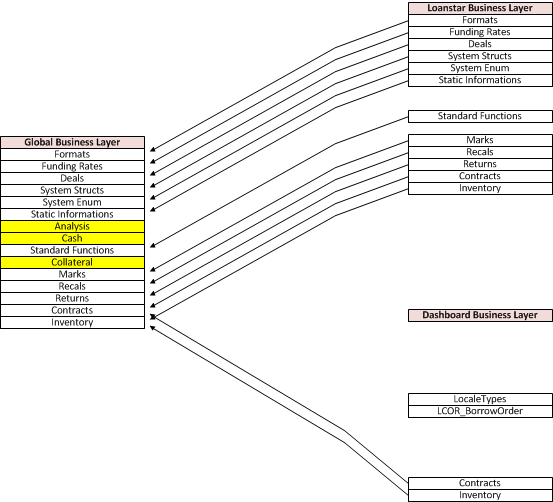 Loanstar Business Layer
Formats
Funding Rates
Deals
System Structs
System Enum
Static Informations
Standard Functions
Marks
Recals
Returns
Contracts
Inventory
Global Business Layer
Formats
Funding Rates
Deals
System Structs
System Enum
Static Informations
Analysis
Cash
Standard Functions
Collateral
Marks
Recals
Returns
Contracts
Inventory
Dashboard Business Layer
LocaleTypes
LCOR_BorrowOrder
Contracts
Inventory